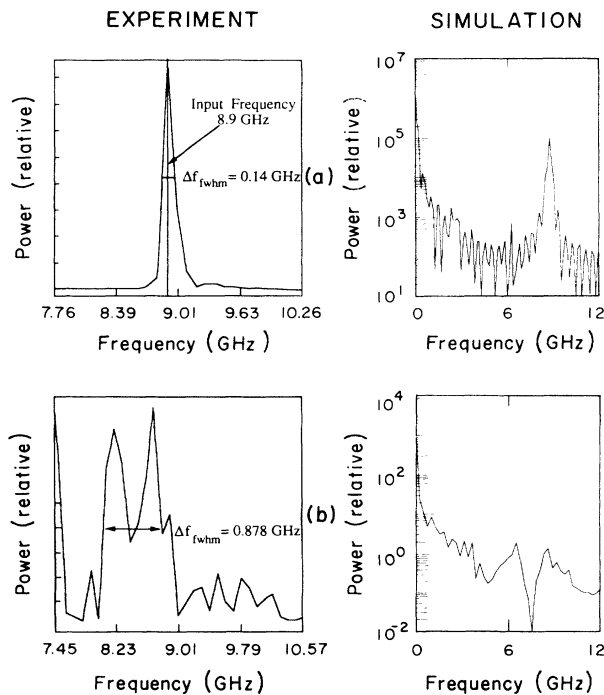 EXPERIMENT
SIMULATION
Power (relative)
Input Frequency
8.9 GHz
Δf_fwhm = 0.14 GHz
(a)
7.76 8.39 9.01 9.63 10.26
Frequency (GHz)
Power (relative)
10^7
10^5
10^3
10^1
0 6 12
Frequency (GHz)
Power (relative)
Δf_fwhm = 0.878 GHz
(b)
7.45 8.23 9.01 9.79 10.57
Frequency (GHz)
Power (relative)
10^4
10^2
10^0
10^-2
0 6 12
Frequency (GHz)